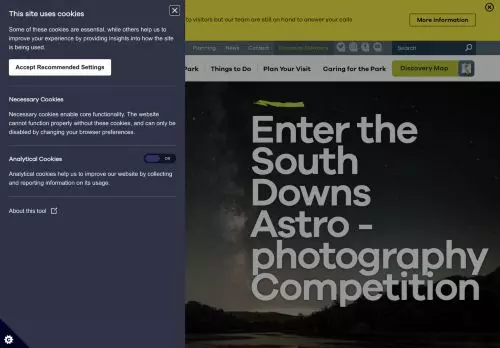 This site uses cookies
Some of these cookies are essential, while others help us to
improve your experience by providing insights into how the site
is being used.
Accept Recommended Settings
Necessary Cookies
Necessary cookies enable core functionality. The website
cannot function properly without these cookies, and can only be
disabled by changing your browser preferences.
Analytical Cookies
Off
Analytical cookies help us to improve our website by collecting
and reporting information on its usage.
About this tool
to visitors but our team are still on hand to answer your calls
More information
Planning News Contact
Search
Park Things to Do Plan Your Visit Caring for the Park Discovery Map
Enter the
South
Downs
Astro -
photography
Competition